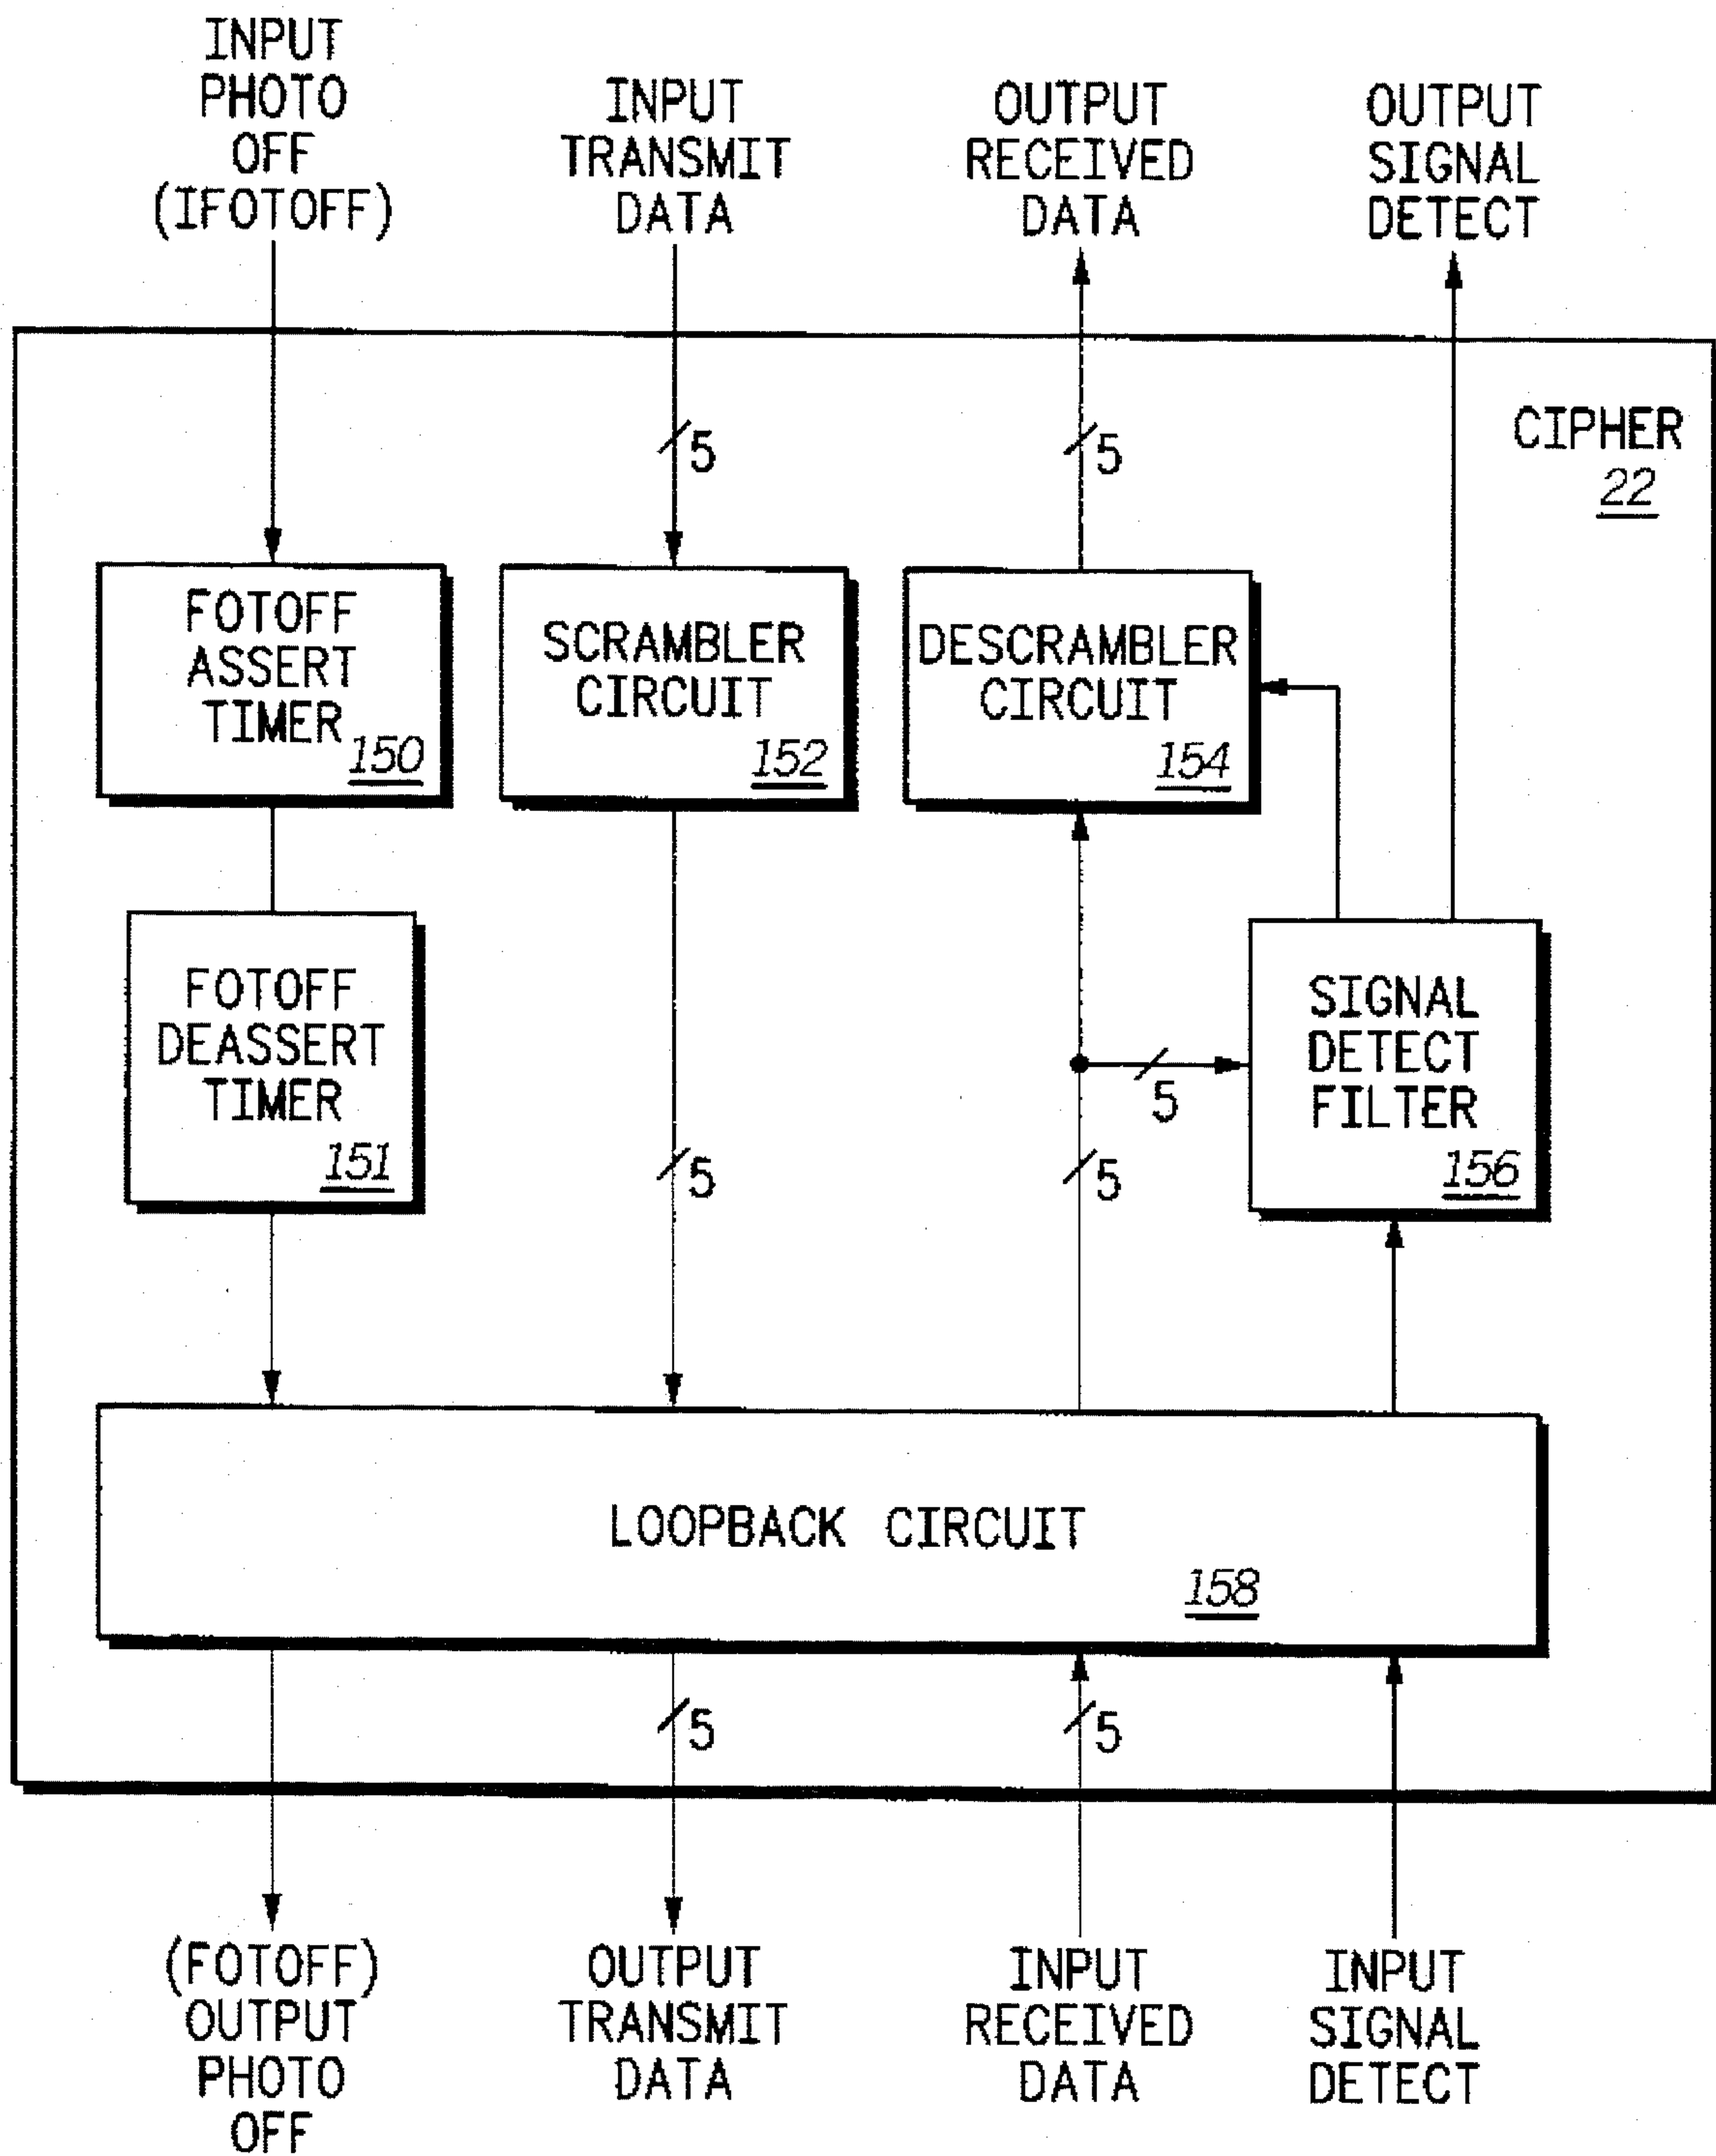 INPUT
PHOTO
OFF
(IFOTOFF)
INPUT
TRANSMIT
DATA
OUTPUT
RECEIVED
DATA
OUTPUT
SIGNAL
DETECT
CIPHER
22
5
5
FOTOFF
ASSERT
TIMER
150
SCRAMBLER
CIRCUIT
152
DESCRAMBLER
CIRCUIT
154
FOTOFF
DEASSERT
TIMER
151
SIGNAL
DETECT
FILTER
156
5
5
5
LOOPBACK CIRCUIT
158
5
5
(FOTOFF)
OUTPUT
PHOTO
OFF
OUTPUT
TRANSMIT
DATA
INPUT
RECEIVED
DATA
INPUT
SIGNAL
DETECT